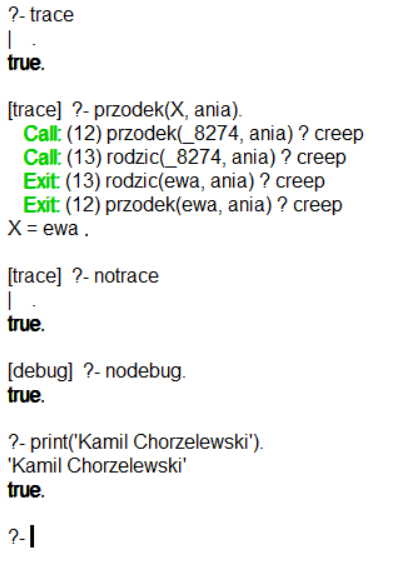 ?- trace
|    .
true.
[trace]  ?- przodek(X, ania).
Call: (12) przodek(_8274, ania) ? creep
Call: (13) rodzic(_8274, ania) ? creep
Exit: (13) rodzic(ewa, ania) ? creep
Exit: (12) przodek(ewa, ania) ? creep
X = ewa .
[trace]  ?- notrace
|    .
true.
[debug]  ?- nodebug.
true.
?- print('Kamil Chorzelewski').
'Kamil Chorzelewski'
true.
?-